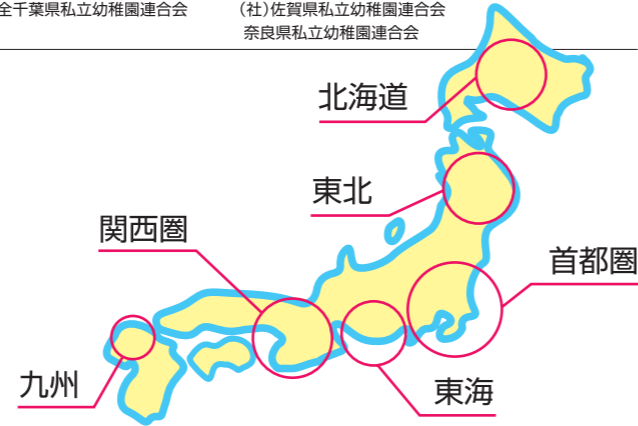 全千葉県私立幼稚園連合会
(社)佐賀県私立幼稚園連合会
奈良県私立幼稚園連合会
北海道
東北
関西圏
首都圏
九州
東海